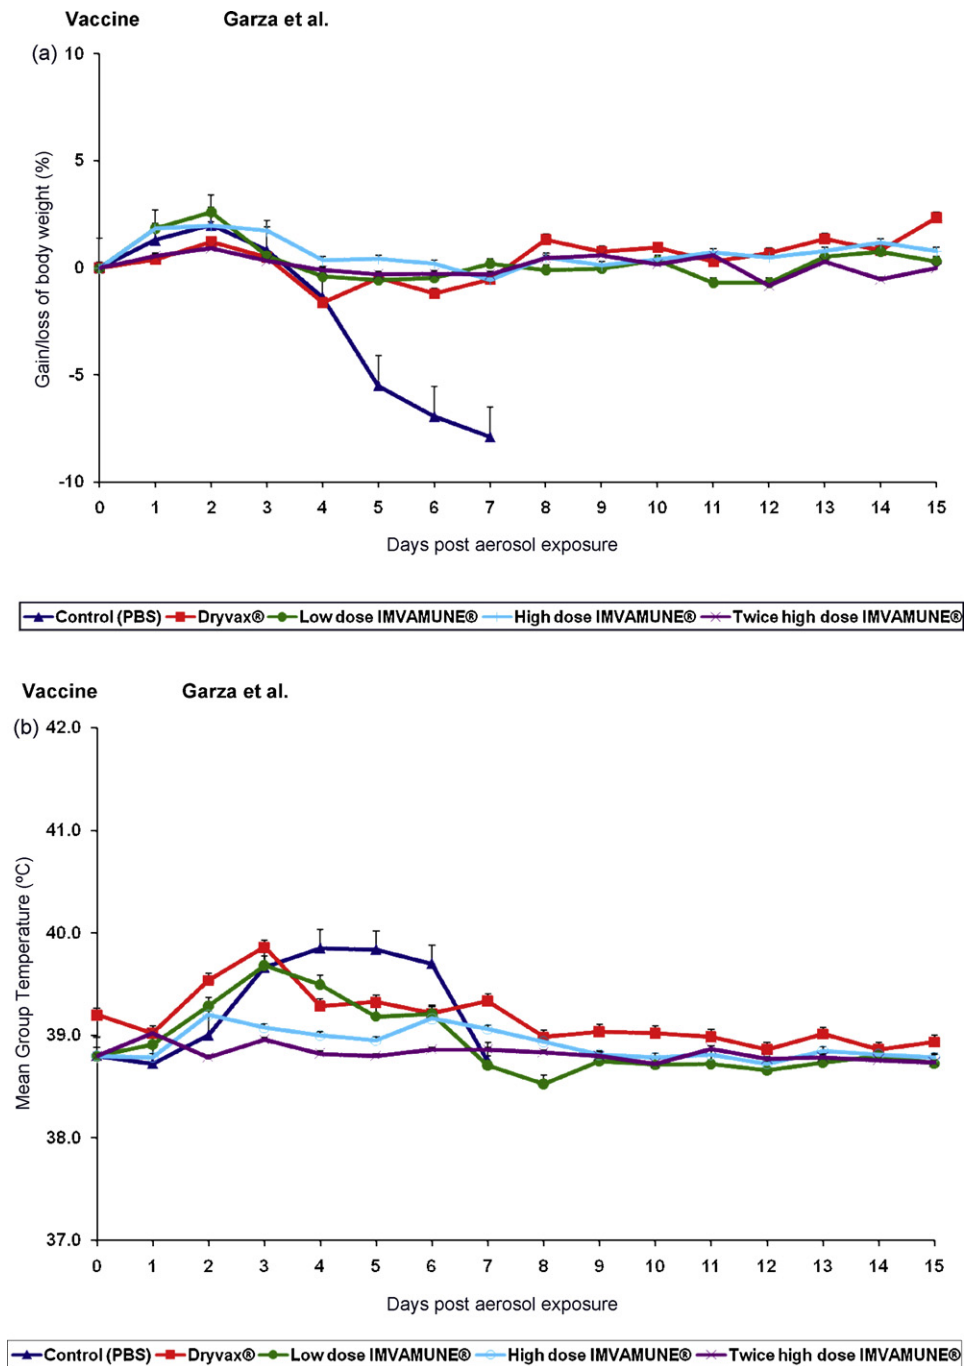 Vaccine Garza et al.
(a)
10
5
0
-5
-10
Gain/loss of body weight (%)
0 1 2 3 4 5 6 7 8 9 10 11 12 13 14 15
Days post aerosol exposure
Control (PBS) Dryvax® Low dose IMVAMUNE® High dose IMVAMUNE® Twice high dose IMVAMUNE®
Vaccine Garza et al.
(b)
42.0
41.0
40.0
39.0
38.0
37.0
Mean Group Temperature (ºC)
0 1 2 3 4 5 6 7 8 9 10 11 12 13 14 15
Days post aerosol exposure
Control (PBS) Dryvax® Low dose IMVAMUNE® High dose IMVAMUNE® Twice high dose IMVAMUNE®